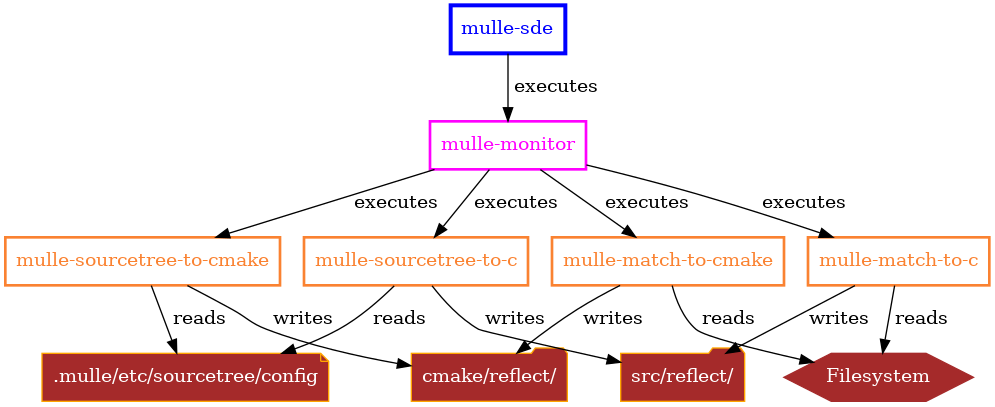 mulle-sde
executes
mulle-monitor
executes
executes
executes
executes
mulle-sourcetree-to-cmake
mulle-sourcetree-to-c
mulle-match-to-cmake
mulle-match-to-c
reads
writes
reads
writes
writes
reads
writes
reads
.mulle/etc/sourcetree/config
cmake/reflect/
src/reflect/
Filesystem